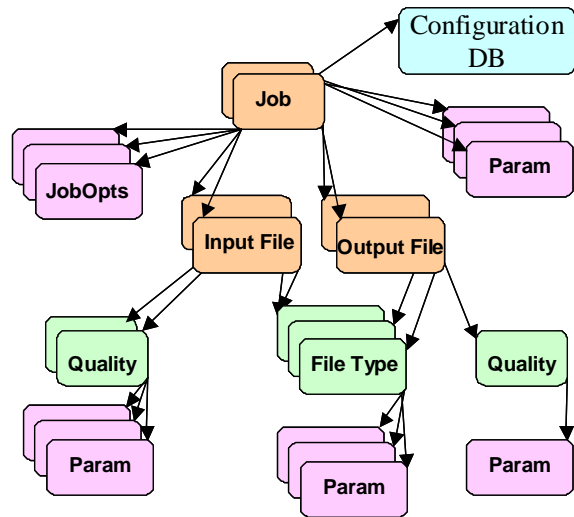 Configuration
DB
Job
Param
JobOpts
Input File
Output File
Quality
File Type
Quality
Param
Param
Param